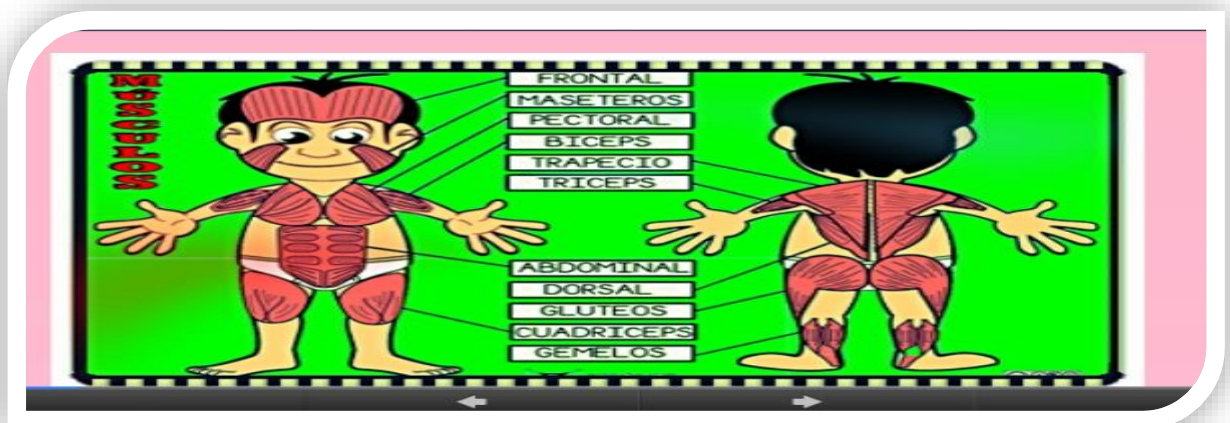 MUSCULOS
FRONTAL
MASETEROS
PECTORAL
BICEPS
TRAPECIO
TRICEPS
ABDOMINAL
DORSAL
GLUTEOS
CUADRICEPS
GEMELOS